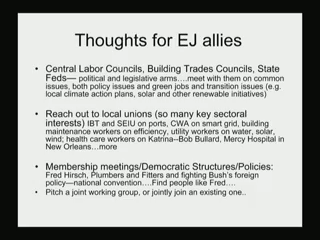 Thoughts for EJ allies
• Central Labor Councils, Building Trades Councils, State
Feds— political and legislative arms….meet with them on common
issues, both policy issues and green jobs and transition issues (e.g.
local climate action plans, solar and other renewable initiatives)
• Reach out to local unions (so many key sectoral
interests) IBT and SEIU on ports, CWA on smart grid, building
maintenance workers on efficiency, utility workers on water, solar,
wind; health care workers on Katrina--Bob Bullard, Mercy Hospital in
New Orleans…more
• Membership meetings/Democratic Structures/Policies:
Fred Hirsch, Plumbers and Fitters and fighting Bush's foreign
policy—national convention….Find people like Fred….
• Pitch a joint working group, or jointly join an existing one..